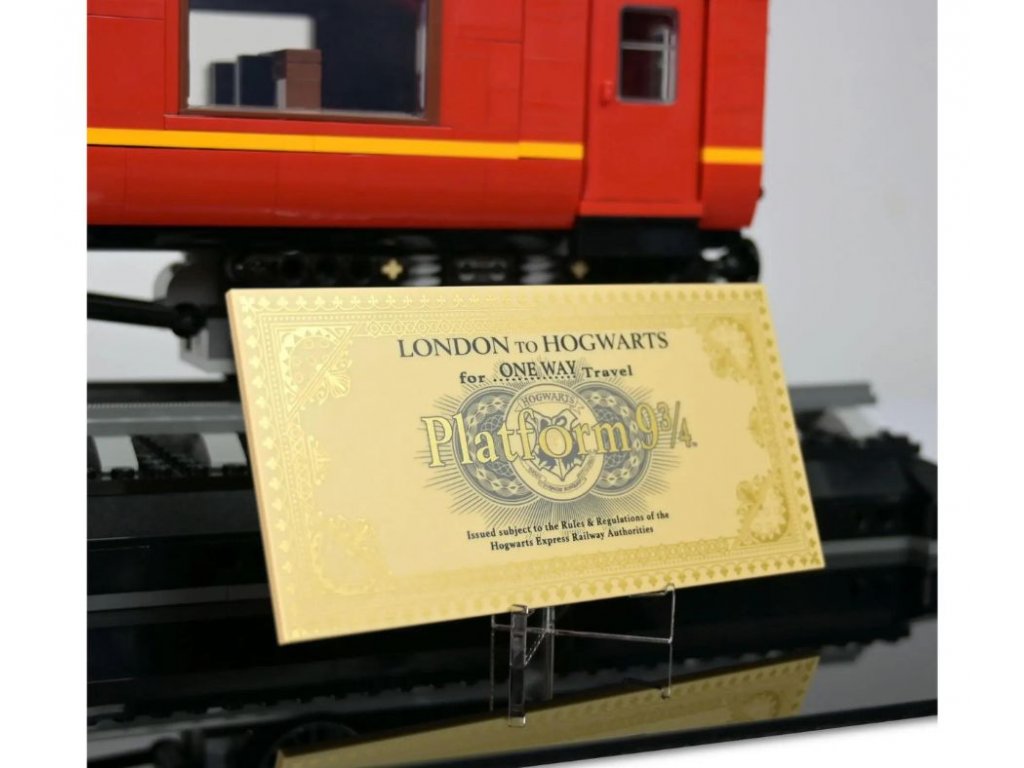 LONDON TO HOGWARTS
for ONE WAY Travel
HOGWARTS
Platform 9¾.
Issued subject to the Rules & Regulations of the
Hogwarts Express Railway Authorities